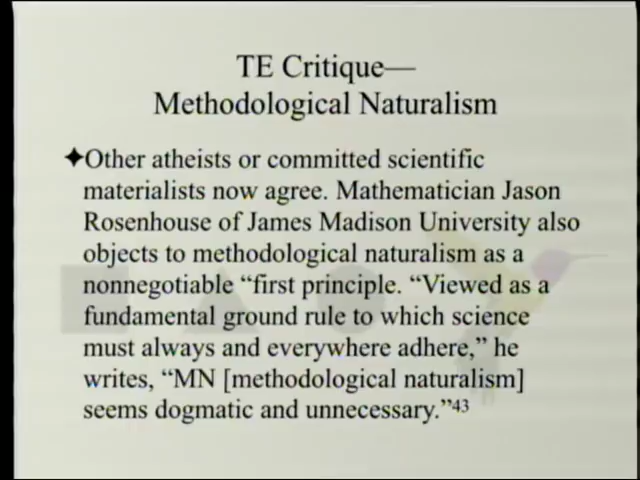 TE Critique—
Methodological Naturalism
✦Other atheists or committed scientific
materialists now agree. Mathematician Jason
Rosenhouse of James Madison University also
objects to methodological naturalism as a
nonnegotiable “first principle. “Viewed as a
fundamental ground rule to which science
must always and everywhere adhere,” he
writes, “MN [methodological naturalism]
seems dogmatic and unnecessary.”43